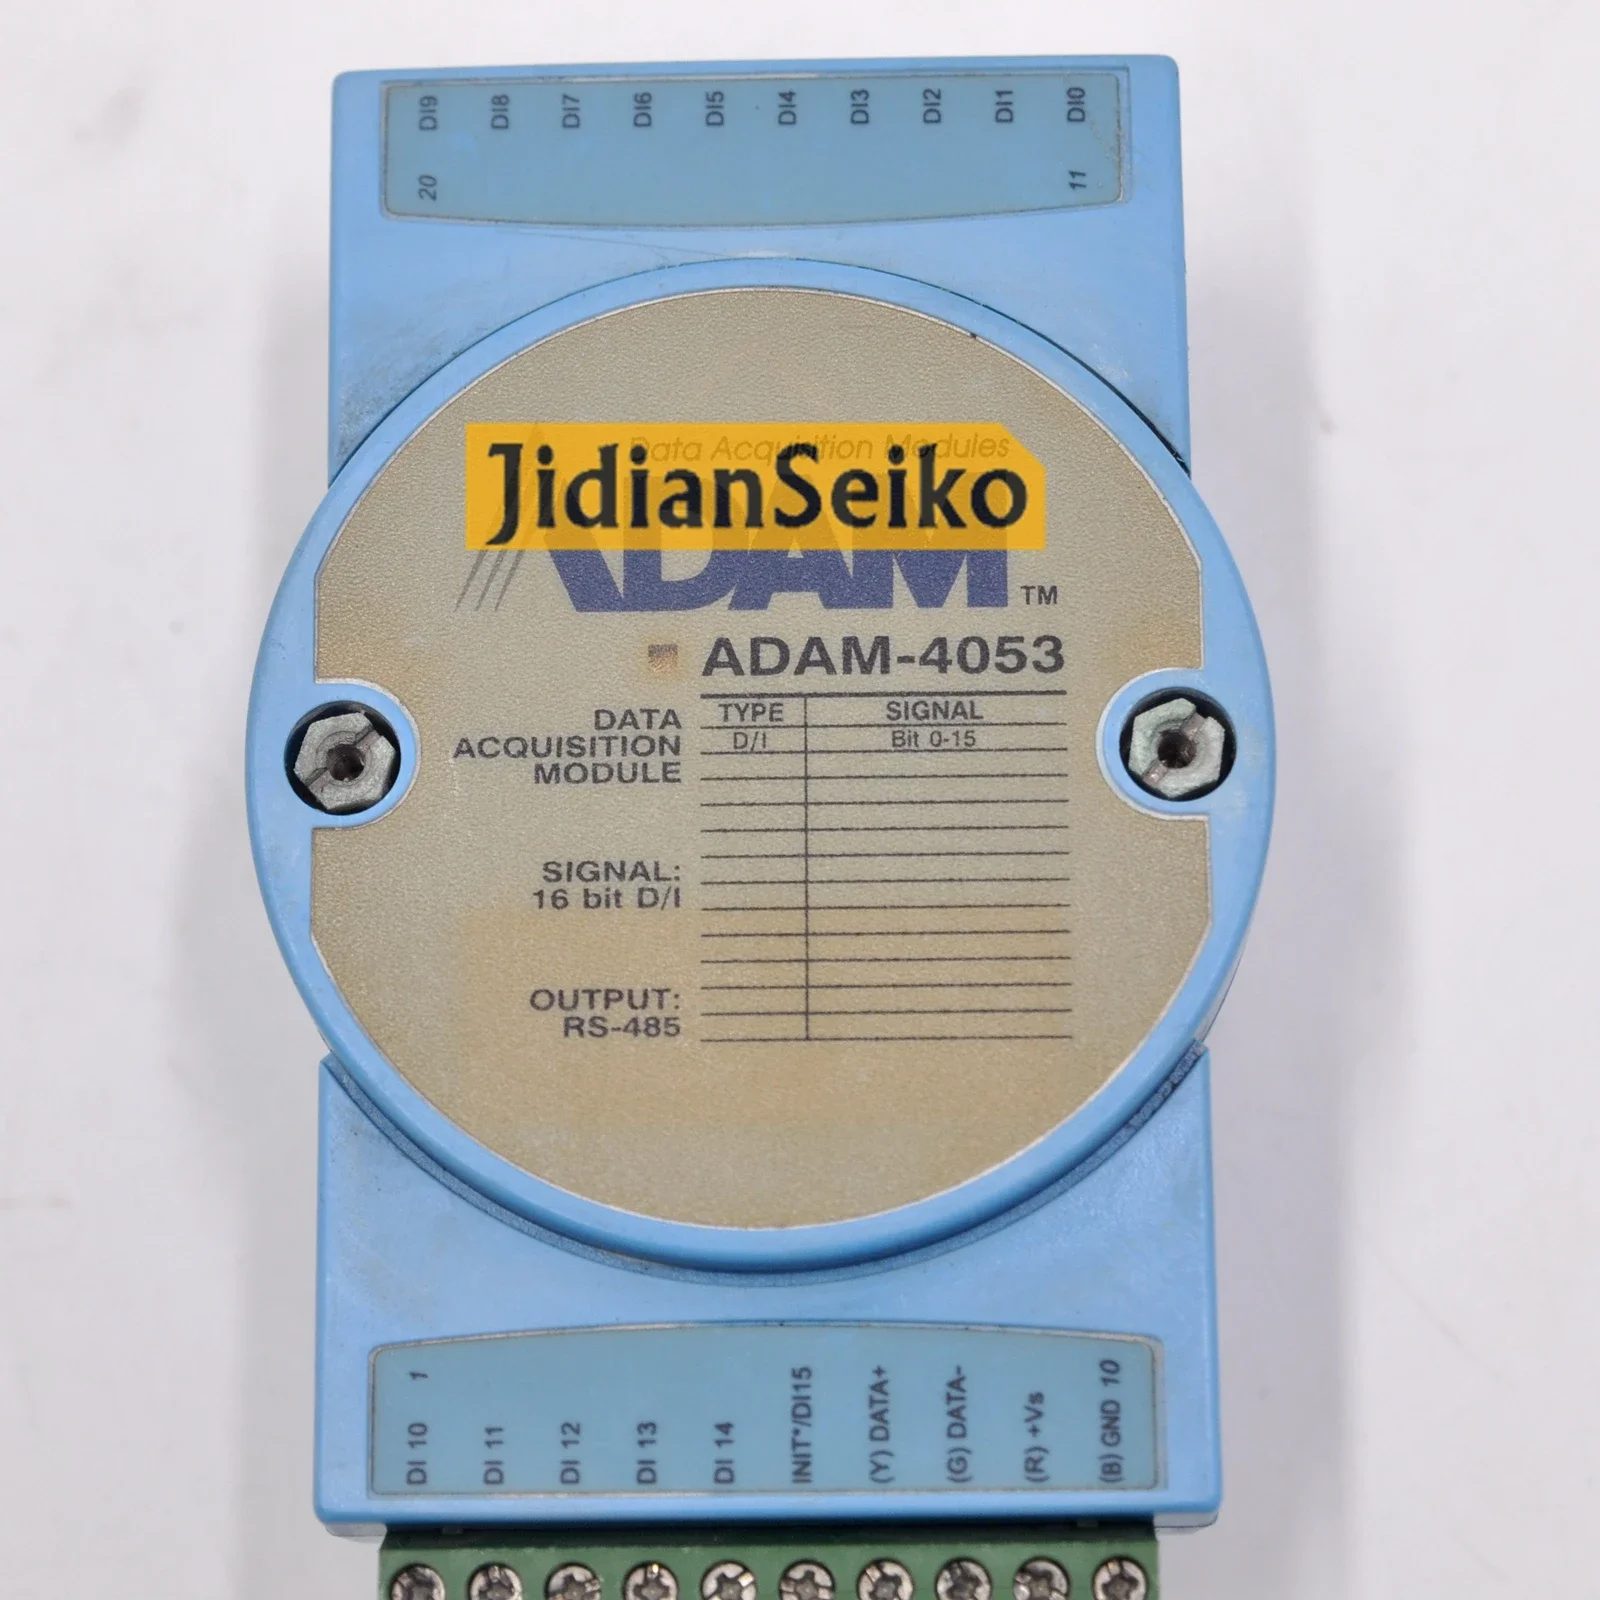 DI9 DI8 DI7 DI6 DI5 DI4 DI3 DI2 DI1 DI0
20 11
Data Acquisition Modules
JidianSeiko
ADAM TM
ADAM-4053
DATA
ACQUISITION
MODULE
TYPE SIGNAL
D/I Bit 0-15
SIGNAL:
16 bit D/I
OUTPUT:
RS-485
1 10
DI 10 DI 11 DI 12 DI 13 DI 14 INIT*/DI15 (Y) DATA+ (G) DATA- (R) +Vs (B) GND